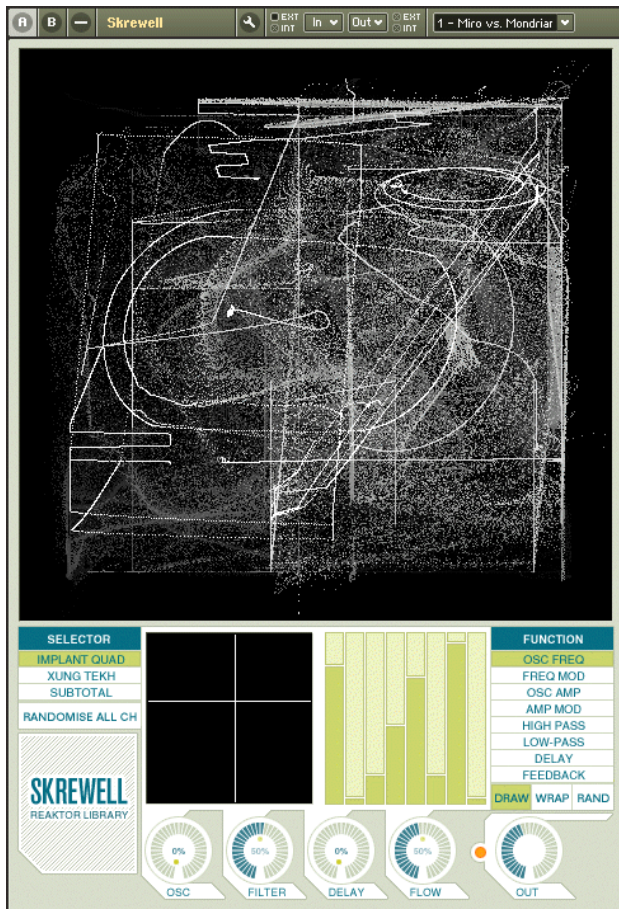 A B Skrewell EXT INT In Out EXT INT 1 - Miro vs. Mondriar
SELECTOR
IMPLANT QUAD
XUNG TEKH
SUBTOTAL
RANDOMISE ALL CH
SKREWELL
REAKTOR LIBRARY
FUNCTION
OSC FREQ
FREQ MOD
OSC AMP
AMP MOD
HIGH PASS
LOW-PASS
DELAY
FEEDBACK
DRAW WRAP RAND
0% 50% 0% 50%
OSC FILTER DELAY FLOW OUT